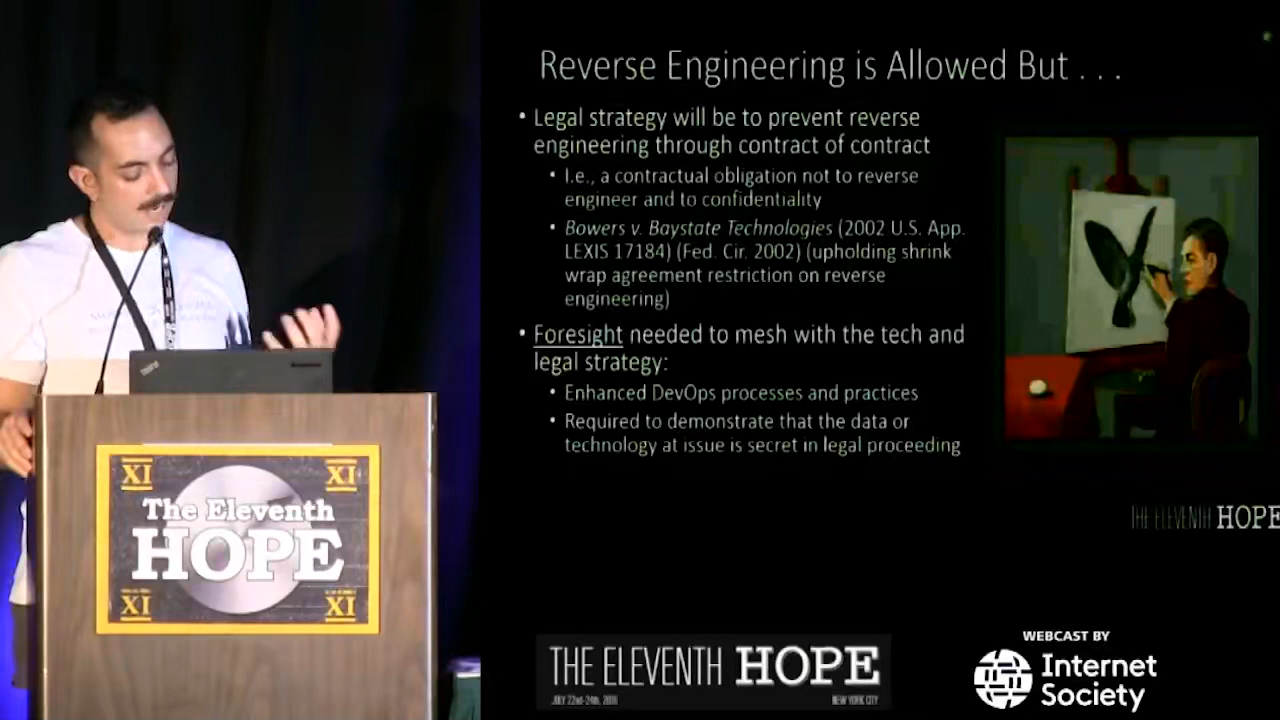 Reverse Engineering is Allowed But . . .
• Legal strategy will be to prevent reverse
engineering through contract of contract
• I.e., a contractual obligation not to reverse
engineer and to confidentiality
• Bowers v. Baystate Technologies (2002 U.S. App.
LEXIS 17184) (Fed. Cir. 2002) (upholding shrink
wrap agreement restriction on reverse
engineering)
• Foresight needed to mesh with the tech and
legal strategy:
• Enhanced DevOps processes and practices
• Required to demonstrate that the data or
technology at issue is secret in legal proceeding
THE ELEVENTH HOPE
XI XI
The Eleventh
HOPE
XI XI
THE ELEVENTH HOPE
NEW YORK CITY
WEBCAST BY
Internet
Society